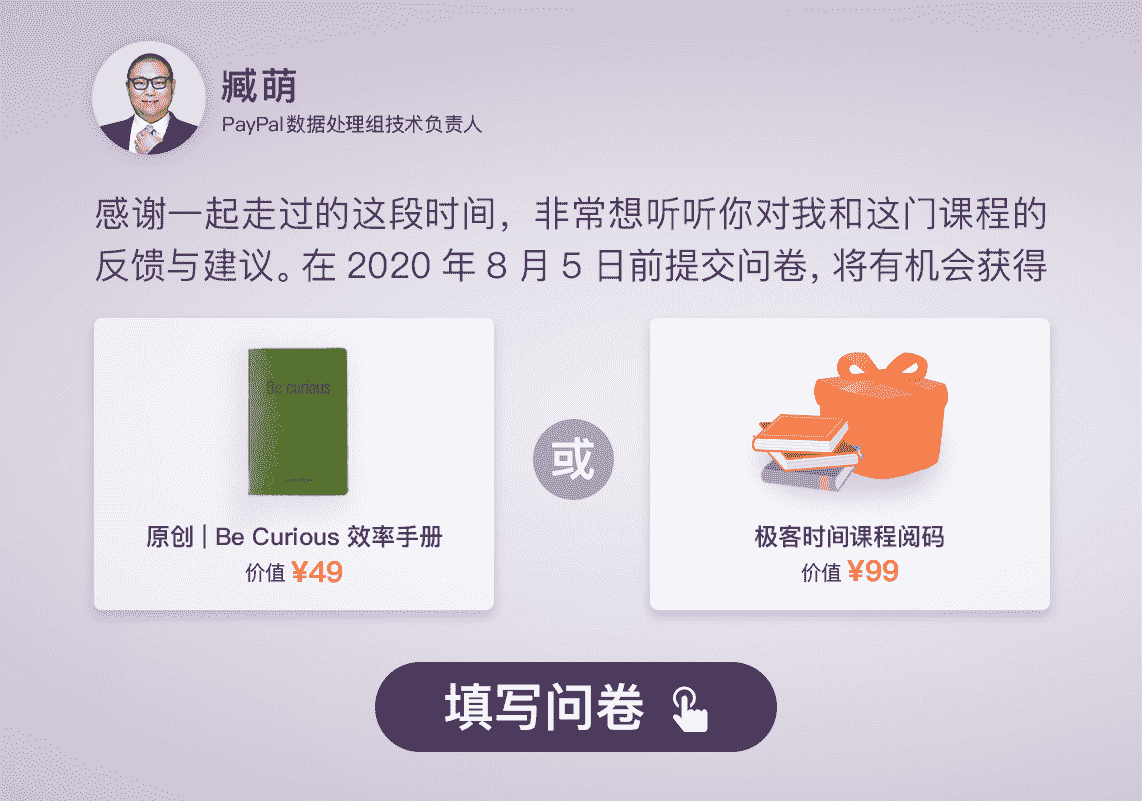 臧萌
PayPal数据处理组技术负责人
感谢一起走过的这段时间，非常想听听你对我和这门课程的
反馈与建议。在 2020 年 8 月 5 日前提交问卷，将有机会获得
Be curious
或
原创 | Be Curious 效率手册
价值 ¥49
极客时间课程阅码
价值 ¥99
填写问卷